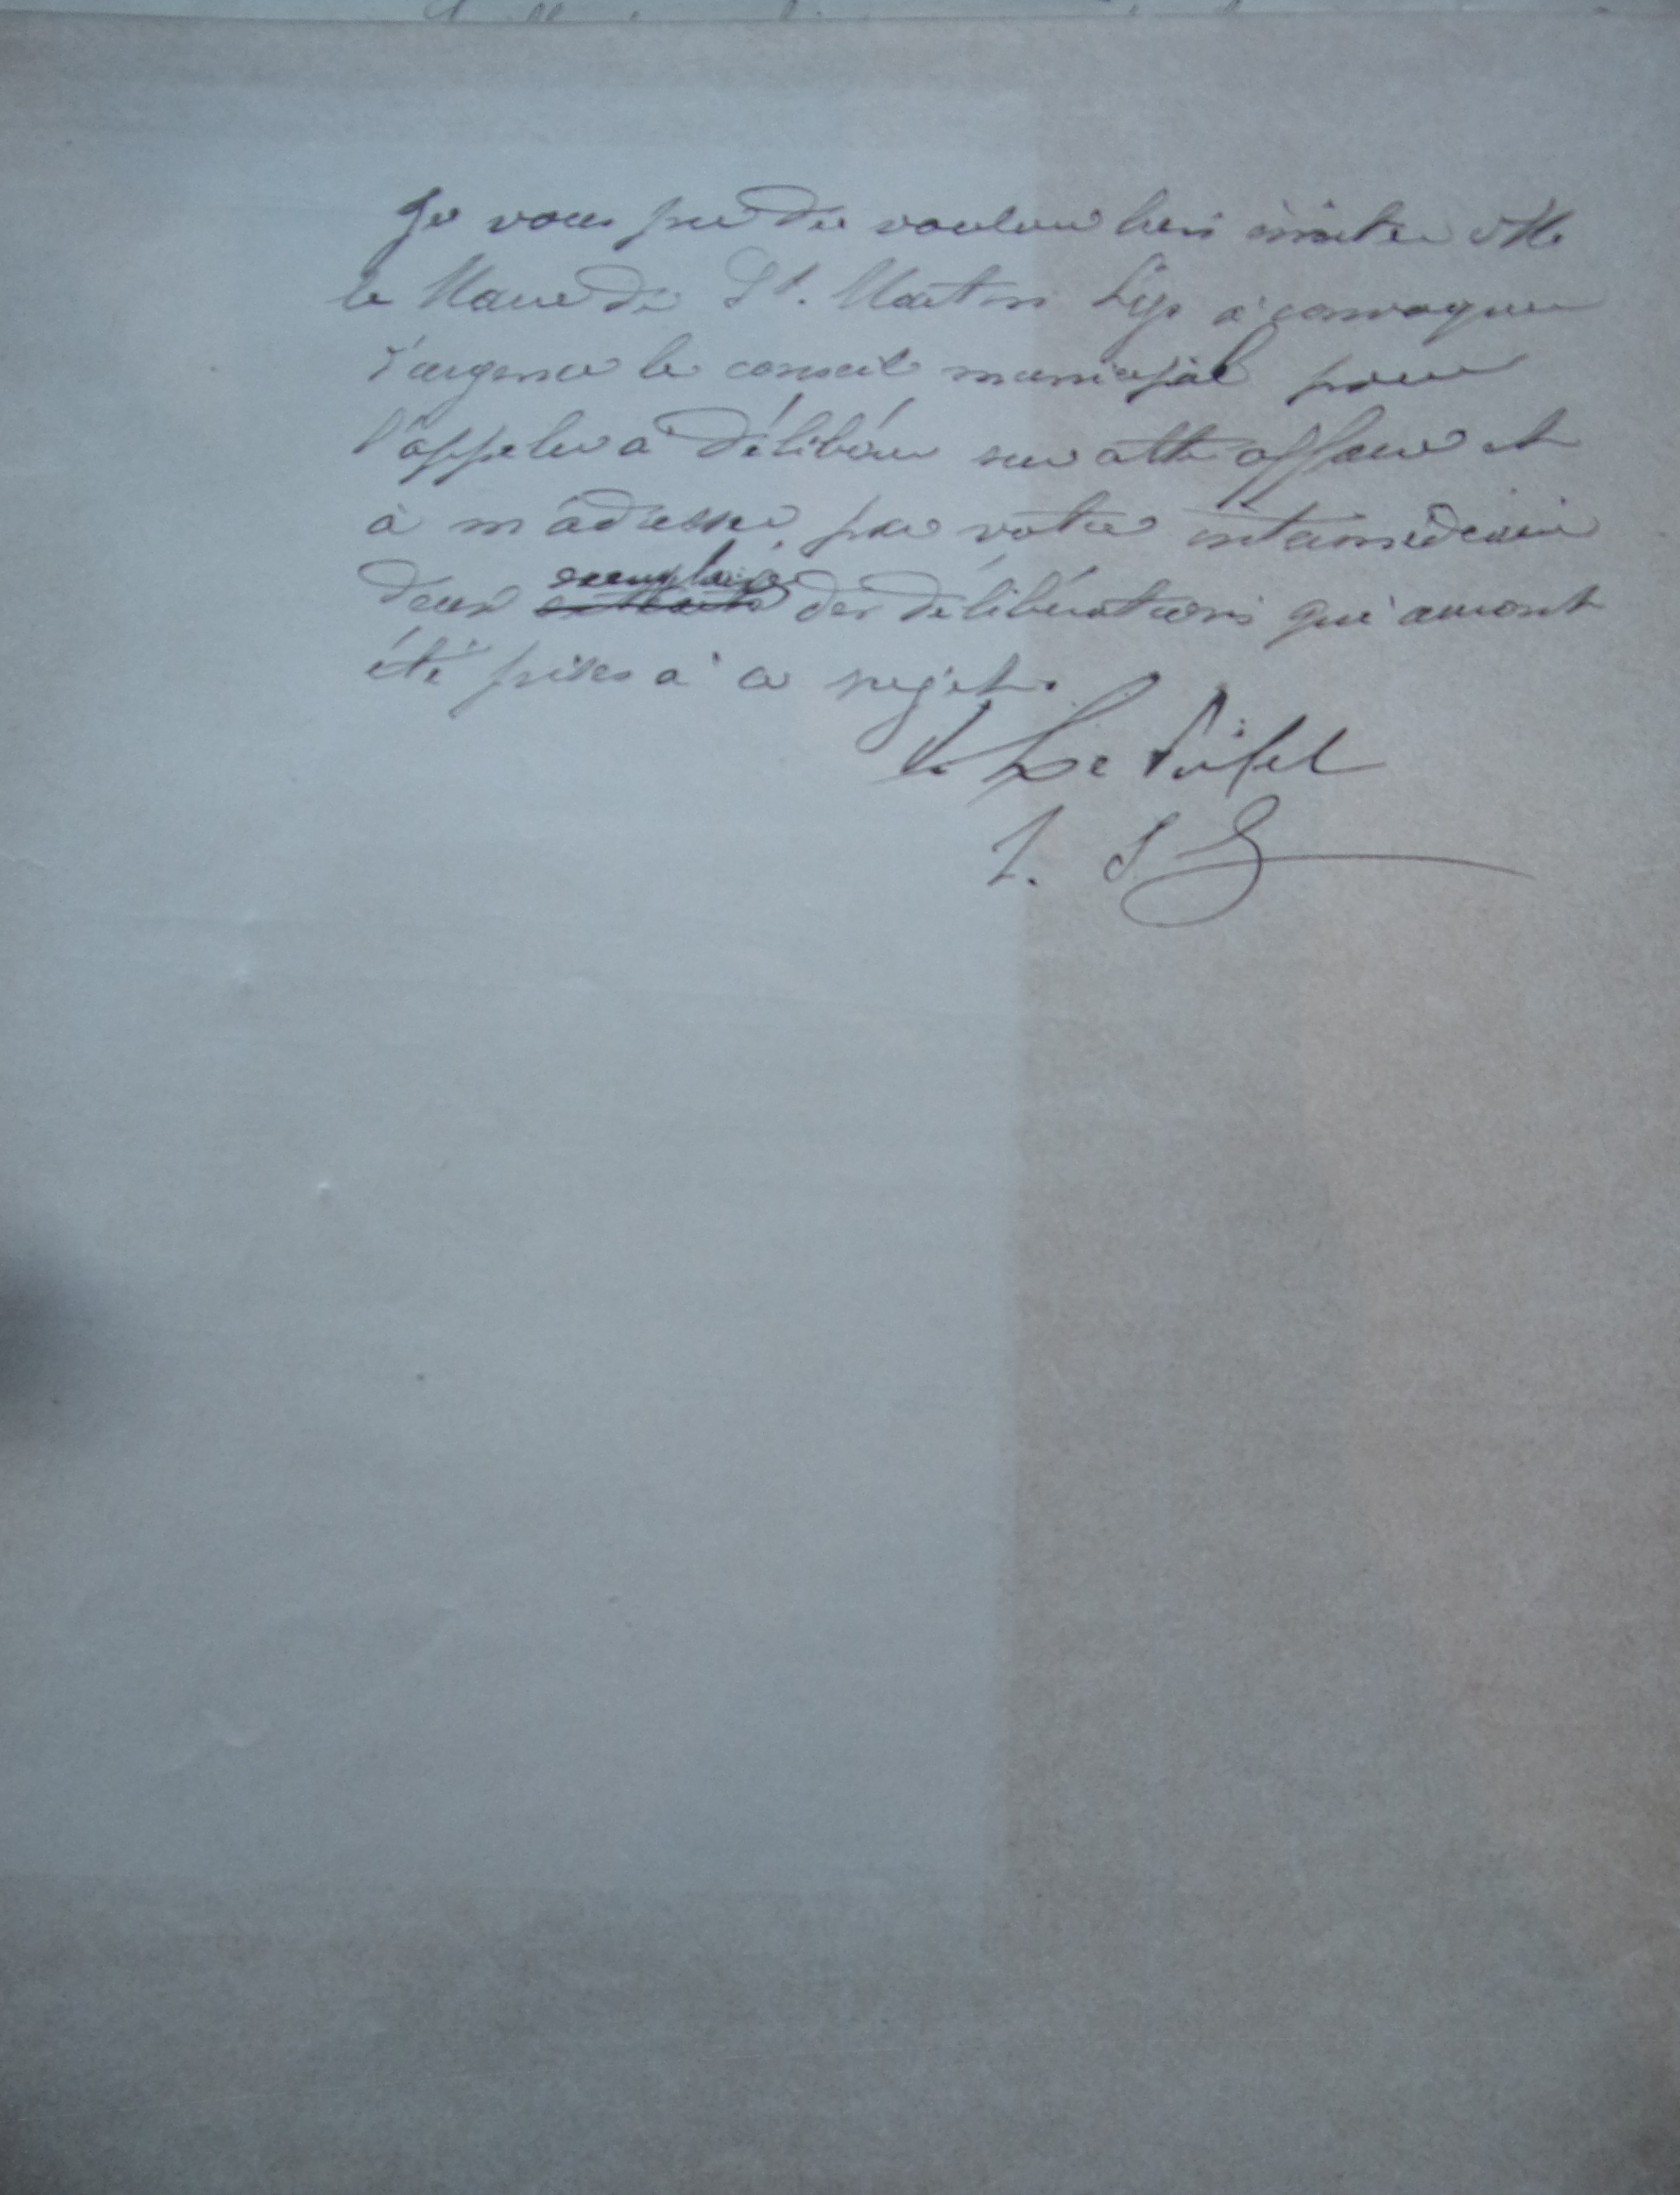 Je vous prie de vouloir bien inviter M
le Maire de St. Martin Lys à convoquer
d'urgence le conseil municipal pour
l'appeler à délibérer sur cette affaire et
à m'adresser, par votre intermédiaire
deux exemplaires des délibérations qui auront
été prises à ce sujet.
Le Préfet